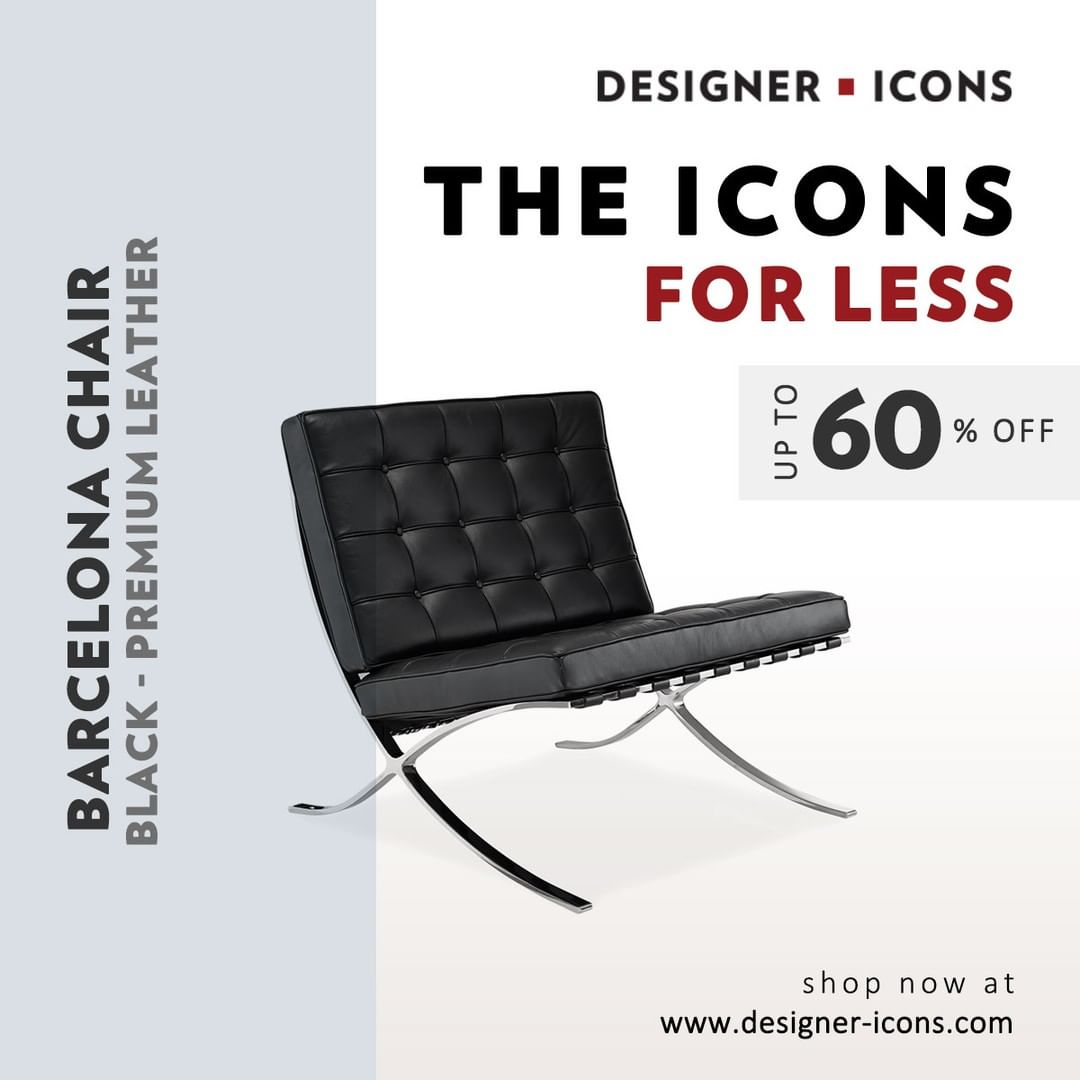 DESIGNER ▪ ICONS
THE ICONS
FOR LESS
UP TO 60 % OFF
BARCELONA CHAIR
BLACK - PREMIUM LEATHER
shop now at
www.designer-icons.com